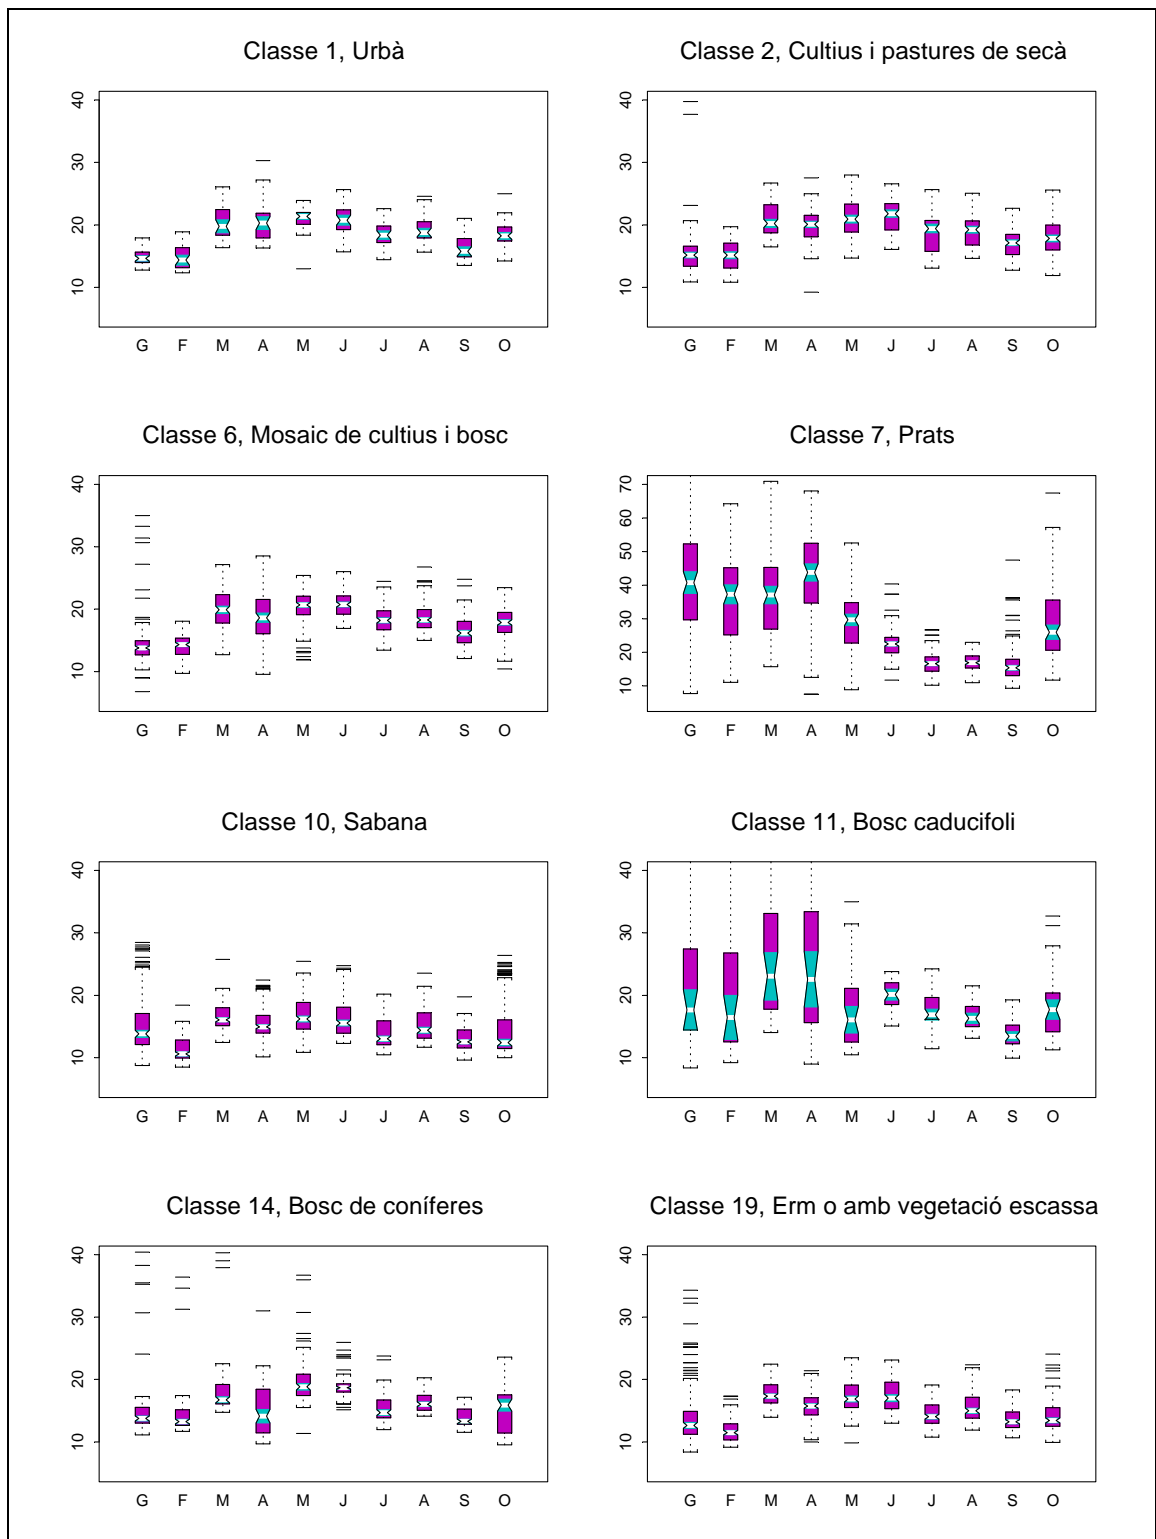 Classe 1, Urbà
40
30
20
10
G F M A M J J A S O
Classe 2, Cultius i pastures de secà
40
30
20
10
G F M A M J J A S O
Classe 6, Mosaic de cultius i bosc
40
30
20
10
G F M A M J J A S O
Classe 7, Prats
70
60
50
40
30
20
10
G F M A M J J A S O
Classe 10, Sabana
40
30
20
10
G F M A M J J A S O
Classe 11, Bosc caducifoli
40
30
20
10
G F M A M J J A S O
Classe 14, Bosc de coníferes
40
30
20
10
G F M A M J J A S O
Classe 19, Erm o amb vegetació escassa
40
30
20
10
G F M A M J J A S O